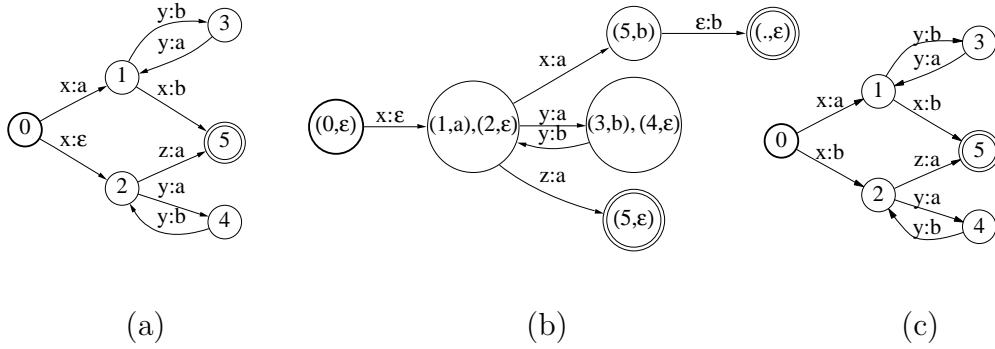 y:b
3
y:a
1
x:a
x:b
0
5
x:ε
z:a
2
y:a
y:b
4
(a)
(0,ε)
x:ε
(1,a),(2,ε)
x:a
(5,b)
ε:b
(.,ε)
y:a
y:b
(3,b), (4,ε)
z:a
(5,ε)
(b)
y:b
3
y:a
1
x:a
x:b
0
5
x:b
z:a
2
y:a
y:b
4
(c)